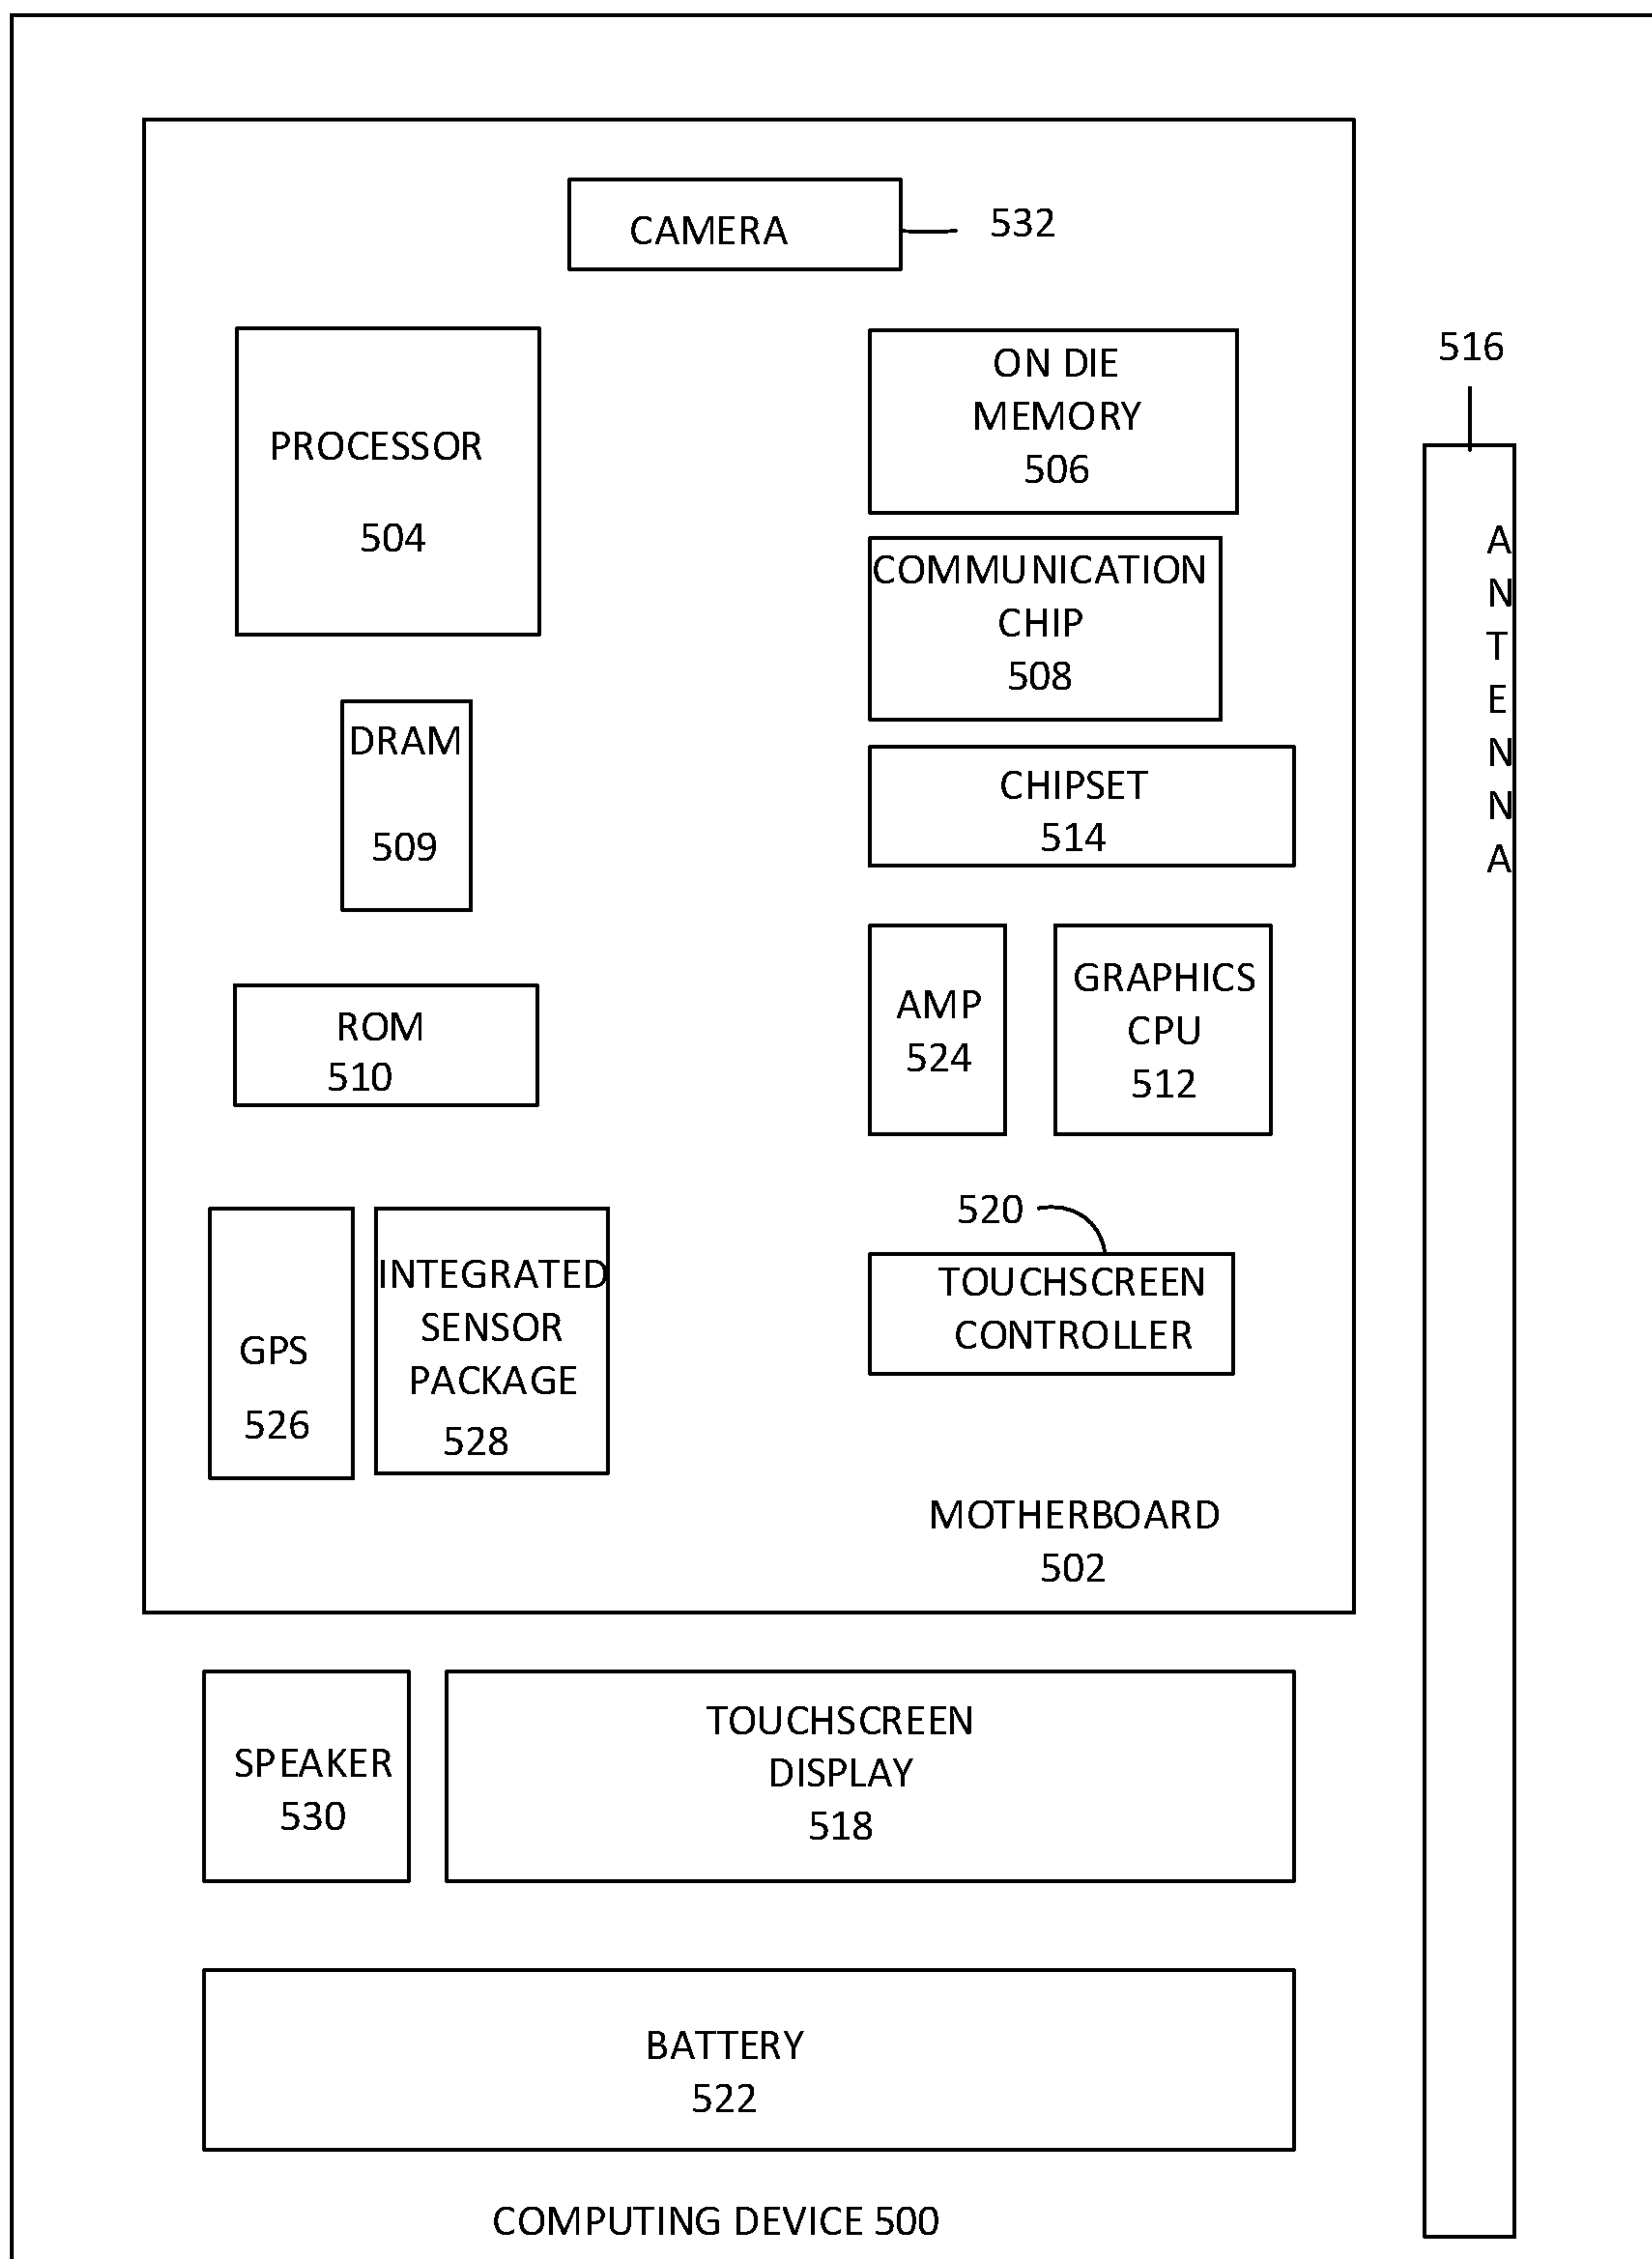 CAMERA
532
PROCESSOR
504
ON DIE
MEMORY
506
516
COMMUNICATION
CHIP
508
DRAM
509
CHIPSET
514
ANTENNA
ROM
510
AMP
524
GRAPHICS
CPU
512
GPS
526
INTEGRATED
SENSOR
PACKAGE
528
520
TOUCHSCREEN
CONTROLLER
MOTHERBOARD
502
SPEAKER
530
TOUCHSCREEN
DISPLAY
518
BATTERY
522
COMPUTING DEVICE 500